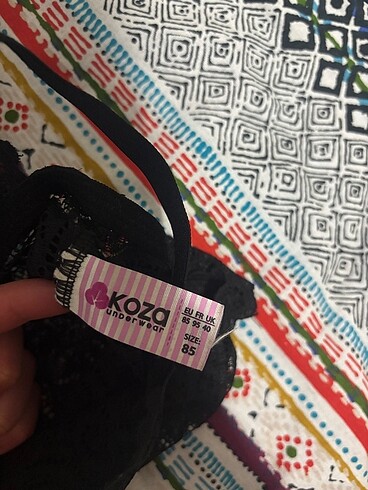 KOZA
underwear
EU FR UK
85 95 40
SIZE:
85